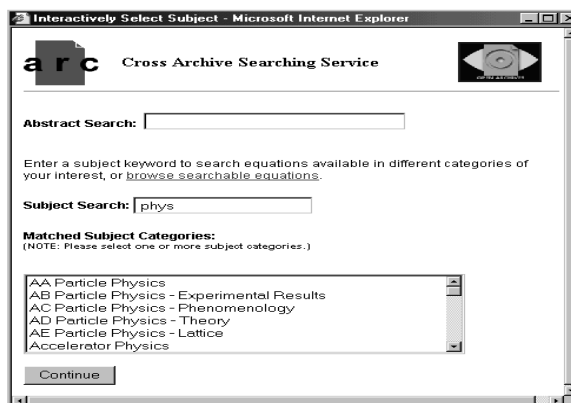 Interactively Select Subject - Microsoft Internet Explorer
arc Cross Archive Searching Service
OPEN ARCHIVES
Abstract Search:
Enter a subject keyword to search equations available in different categories of
your interest, or browse searchable equations.
Subject Search: phys
Matched Subject Categories:
(NOTE: Please select one or more subject categories.)
AA Particle Physics
AB Particle Physics - Experimental Results
AC Particle Physics - Phenomenology
AD Particle Physics - Theory
AE Particle Physics - Lattice
Accelerator Physics
Continue